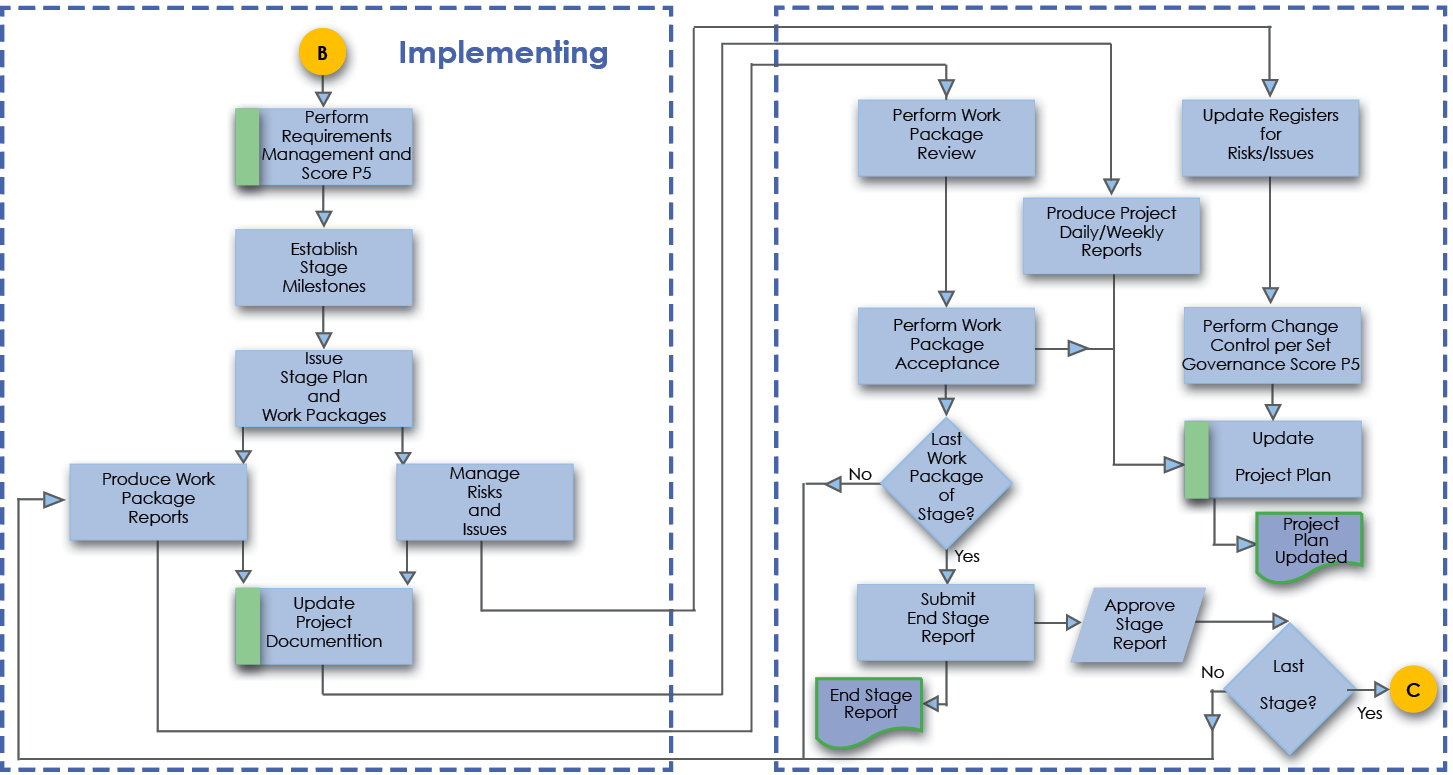 B
Implementing
Perform
Requirements
Management and
Score P5
Establish
Stage
Milestones
Issue
Stage Plan
and
Work Packages
Produce Work
Package
Reports
Manage
Risks
and
Issues
Update
Project
Documenttion
Perform Work
Package
Review
Update Registers
for
Risks/Issues
Produce Project
Daily/Weekly
Reports
Perform Work
Package
Acceptance
Perform Change
Control per Set
Governance Score P5
Last
Work
Package
of
Stage?
No
Yes
Update
Project Plan
Project
Plan
Updated
Submit
End Stage
Report
Approve
Stage
Report
End Stage
Report
Last
Stage?
No
Yes
C